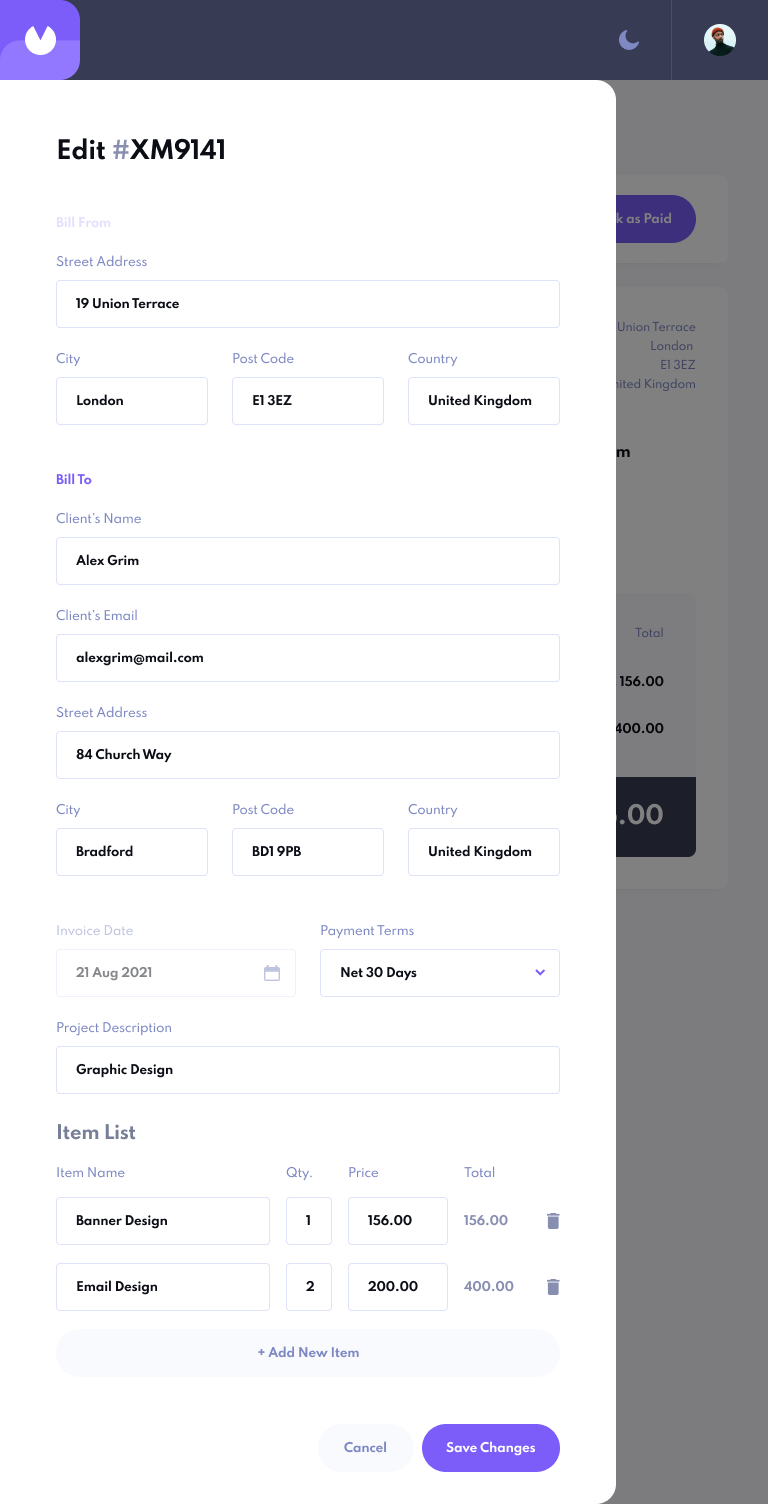 Edit #XM9141
Bill From
Street Address
19 Union Terrace
City Post Code Country
London E1 3EZ United Kingdom
Bill To
Client's Name
Alex Grim
Client's Email
alexgrim@mail.com
Street Address
84 Church Way
City Post Code Country
Bradford BD1 9PB United Kingdom
Invoice Date Payment Terms
21 Aug 2021 Net 30 Days
Project Description
Graphic Design
Item List
Item Name Qty. Price Total
Banner Design 1 156.00 156.00
Email Design 2 200.00 400.00
+ Add New Item
Cancel Save Changes
k as Paid
Union Terrace
London
E1 3EZ
ited Kingdom
m
Total
156.00
400.00
.00